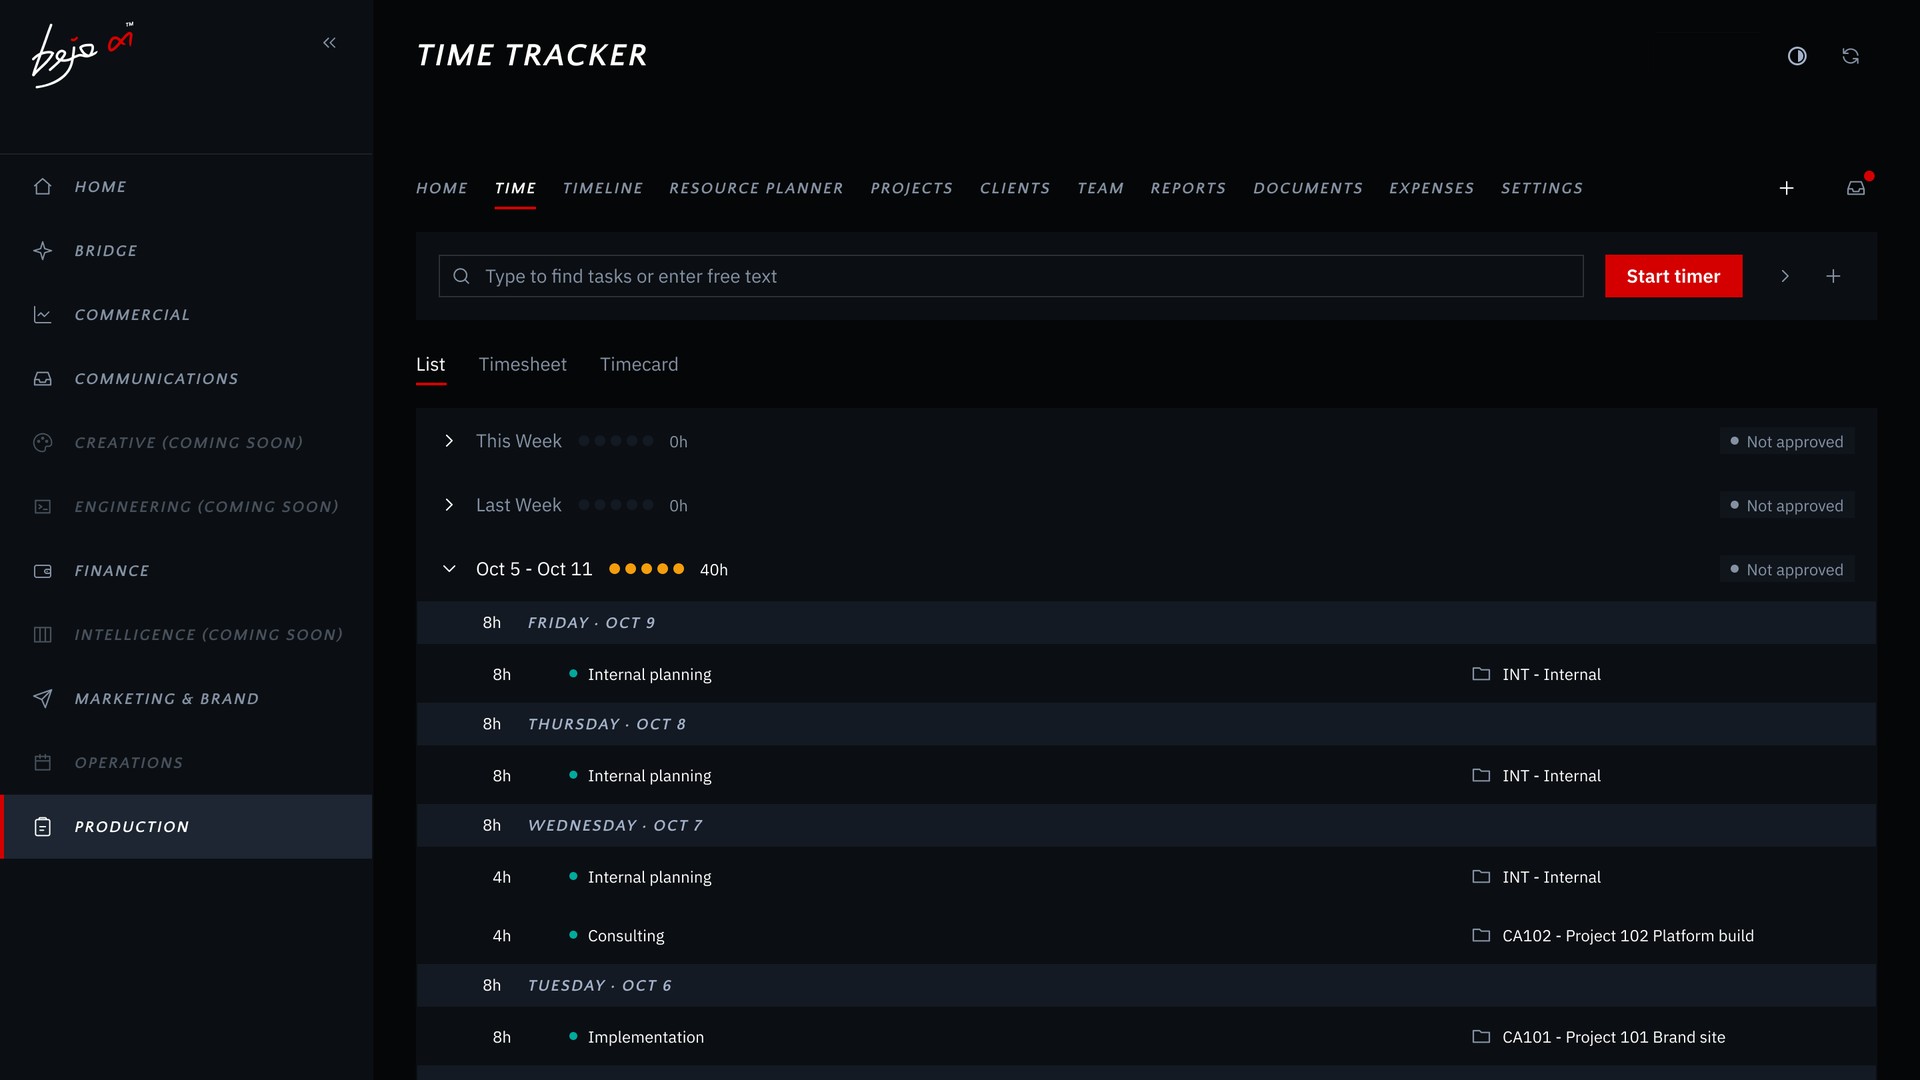 beja ™
TIME TRACKER
HOME
BRIDGE
COMMERCIAL
COMMUNICATIONS
CREATIVE (COMING SOON)
ENGINEERING (COMING SOON)
FINANCE
INTELLIGENCE (COMING SOON)
MARKETING & BRAND
OPERATIONS
PRODUCTION
HOME TIME TIMELINE RESOURCE PLANNER PROJECTS CLIENTS TEAM REPORTS DOCUMENTS EXPENSES SETTINGS
Type to find tasks or enter free text Start timer
List Timesheet Timecard
This Week 0h Not approved
Last Week 0h Not approved
Oct 5 - Oct 11 40h Not approved
8h FRIDAY · OCT 9
8h Internal planning INT - Internal
8h THURSDAY · OCT 8
8h Internal planning INT - Internal
8h WEDNESDAY · OCT 7
4h Internal planning INT - Internal
4h Consulting CA102 - Project 102 Platform build
8h TUESDAY · OCT 6
8h Implementation CA101 - Project 101 Brand site